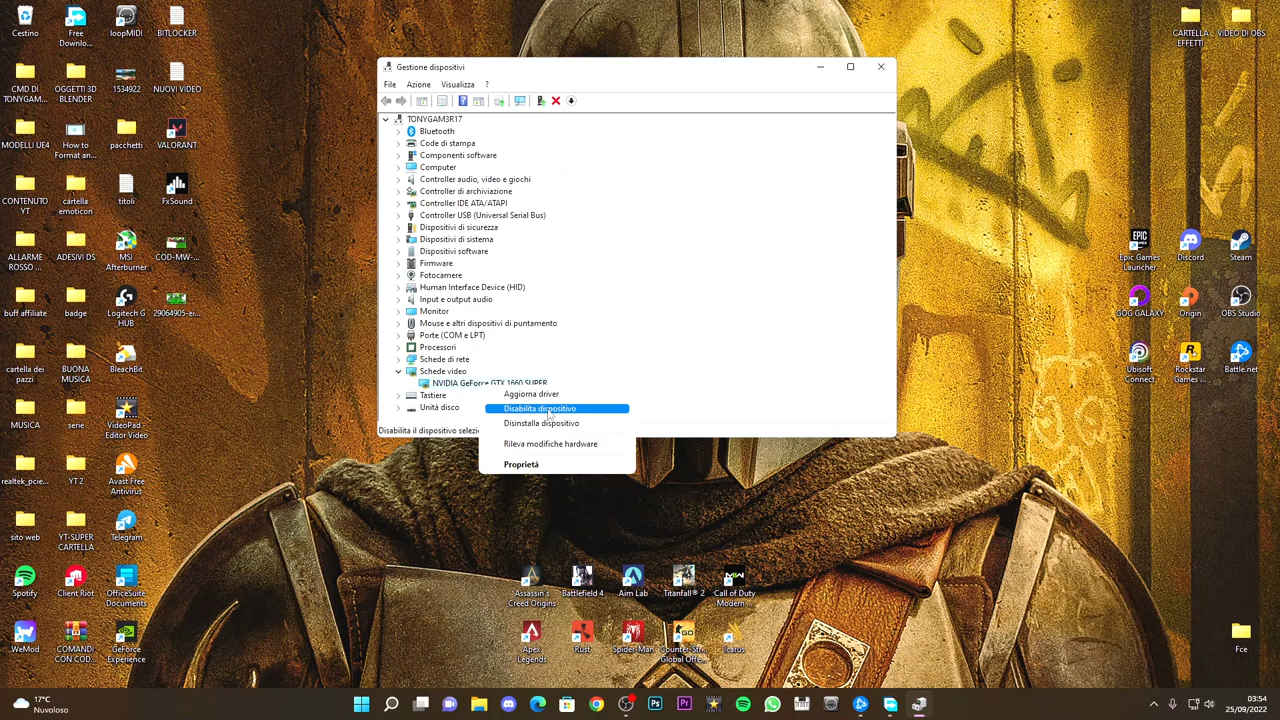 Cestino
Free
Downlo...
loopMIDI
BITLOCKER
CMD DI
TONYGAM...
OGGETTI 3D
BLENDER
1534922
NUOVI VIDEO
MODELLI UE4
How to
Format an...
pacchetti
VALORANT
CONTENUTO
YT
cartella
emoticon
titoli
FxSound
ALLARME
ROSSO ...
ADESIVI DS
MSI
Afterburner
COD-MW-...
buff affiliate
badge
Logitech G
HUB
29064905-ei...
cartella dei
pazzi
BUONA
MUSICA
BleachBit
MUSICA
serie
VideoPad -
Editor Video
realtek_pcie...
YT 2
Avast Free
Antivirus
sito web
YT-SUPER
CARTELLA
Telegram
Spotify
Client Riot
OfficeSuite
Documents
WeMod
COMANDI
CON COD...
GeForce
Experience
Gestione dispositivi
File Azione Visualizza ?
TONYGAM3R17
Bluetooth
Code di stampa
Componenti software
Computer
Controller audio, video e giochi
Controller di archiviazione
Controller IDE ATA/ATAPI
Controller USB (Universal Serial Bus)
Dispositivi di sicurezza
Dispositivi di sistema
Dispositivi software
Firmware
Fotocamere
Human Interface Device (HID)
Input e output audio
Monitor
Mouse e altri dispositivi di puntamento
Porte (COM e LPT)
Processori
Schede di rete
Schede video
NVIDIA GeForce GTX 1660 SUPER
Tastiere
Unità disco
Disabilita il dispositivo selezi
Aggiorna driver
Disabilita dispositivo
Disinstalla dispositivo
Rileva modifiche hardware
Proprietà
CARTELLA
EFFETTI
VIDEO DI OBS
Epic Games
Launcher
Discord
Steam
GOG GALAXY
Origin
OBS Studio
Ubisoft
Connect
Rockstar
Games ...
Battle.net
Assassin's
Creed Origins
Battlefield 4
Aim Lab
Titanfall® 2
Call of Duty
Modern ...
Apex
Legends
Rust
Spider-Man
Counter-Str...
Global Offe...
Icarus
Fce
17°C
Nuvoloso
03:54
25/09/2022